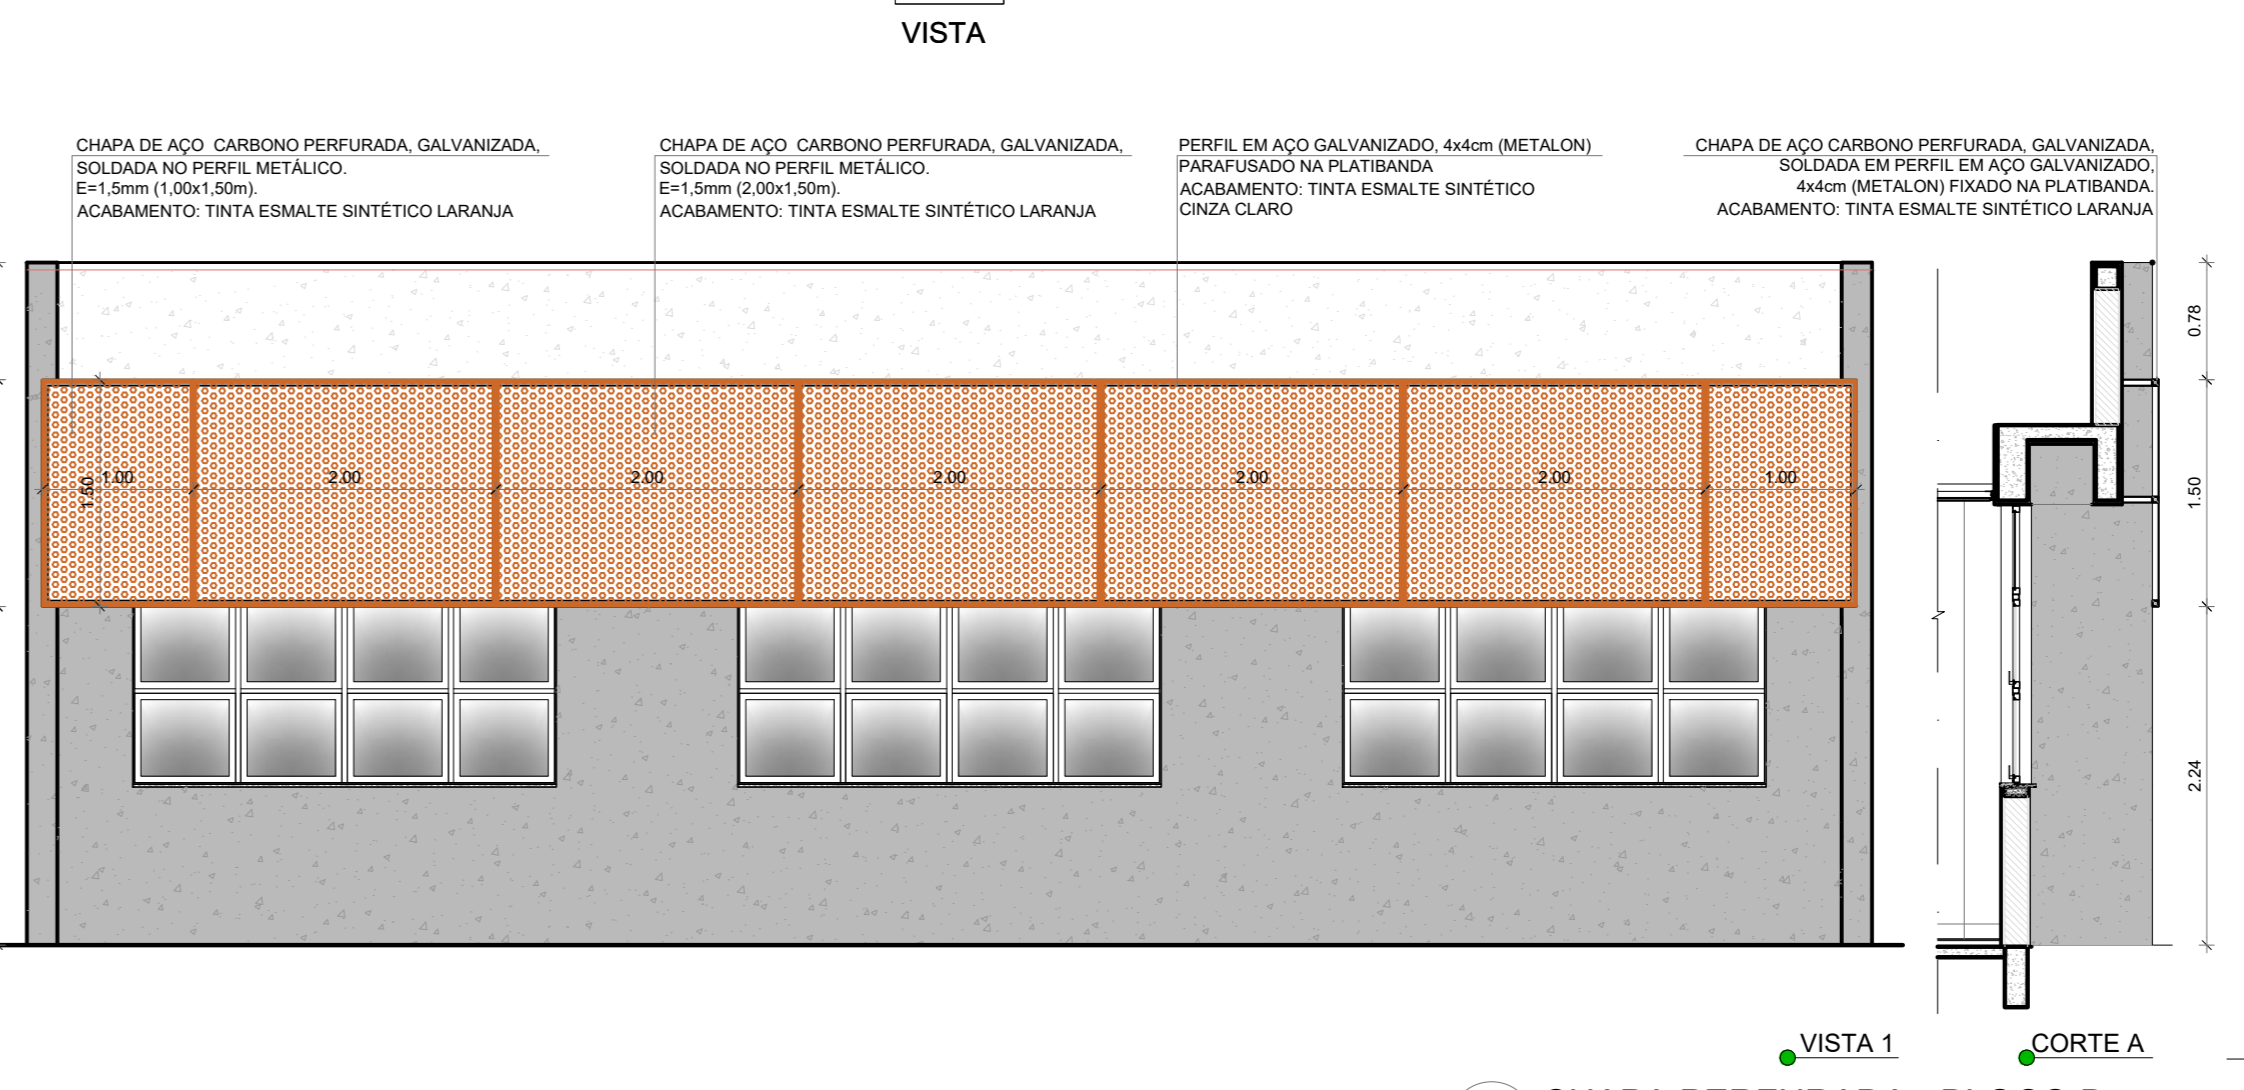 VISTA
CHAPA DE AÇO CARBONO PERFURADA, GALVANIZADA,
SOLDADA NO PERFIL METÁLICO.
E=1,5mm (1,00x1,50m).
ACABAMENTO: TINTA ESMALTE SINTÉTICO LARANJA
CHAPA DE AÇO CARBONO PERFURADA, GALVANIZADA,
SOLDADA NO PERFIL METÁLICO.
E=1,5mm (2,00x1,50m).
ACABAMENTO: TINTA ESMALTE SINTÉTICO LARANJA
PERFIL EM AÇO GALVANIZADO, 4x4cm (METALON)
PARAFUSADO NA PLATIBANDA
ACABAMENTO: TINTA ESMALTE SINTÉTICO
CINZA CLARO
CHAPA DE AÇO CARBONO PERFURADA, GALVANIZADA,
SOLDADA EM PERFIL EM AÇO GALVANIZADO,
4x4cm (METALON) FIXADO NA PLATIBANDA.
ACABAMENTO: TINTA ESMALTE SINTÉTICO LARANJA
1.50
1.00
2.00
2.00
2.00
2.00
2.00
1.00
0.78
1.50
2.24
VISTA 1
CORTE A